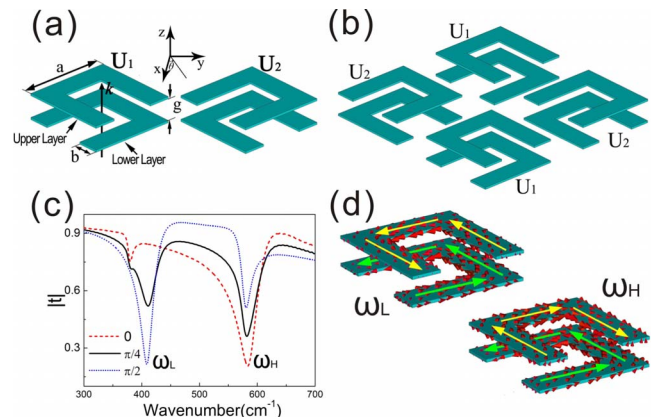 (a)
U1
U2
z
y
x
θ
a
k
g
b
Upper Layer
Lower Layer
(b)
U1
U2
U2
U1
(c)
|t|
0.9
0.6
0.3
0
π/4
π/2
ωL
ωH
300
400
500
600
700
Wavenumber(cm⁻¹)
(d)
ωL
ωH